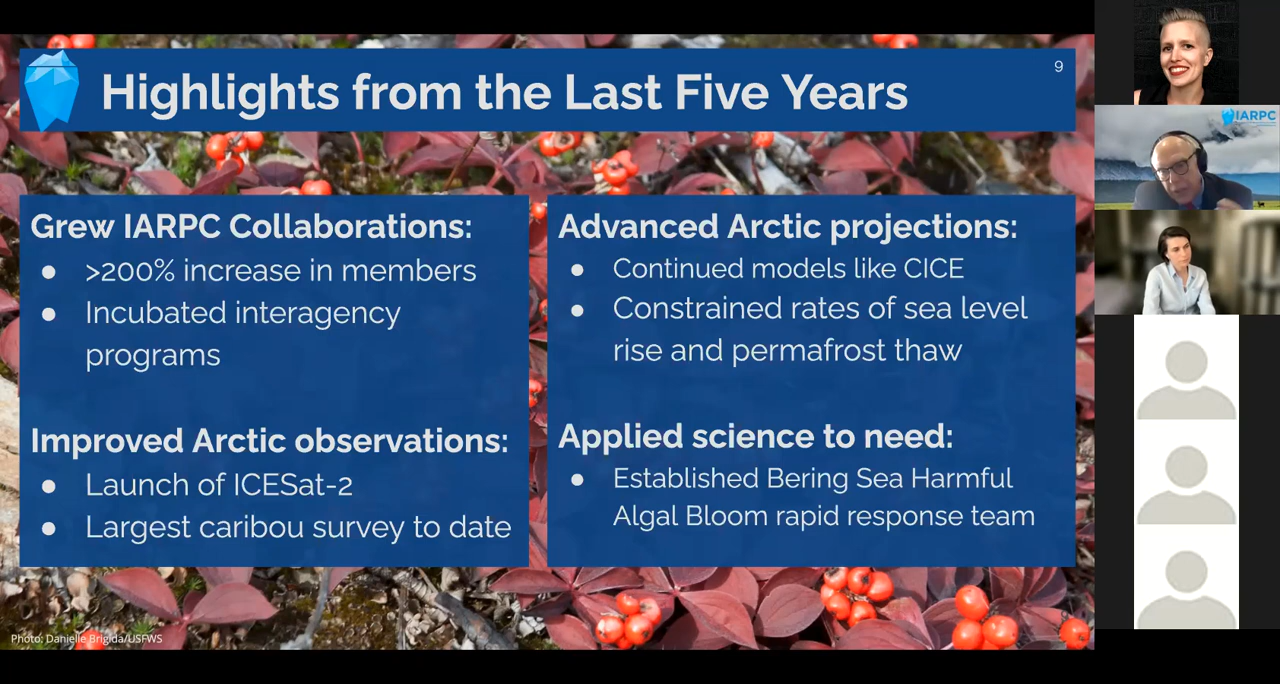 Highlights from the Last Five Years
9
Grew IARPC Collaborations:
● >200% increase in members
● Incubated interagency
programs
Improved Arctic observations:
● Launch of ICESat-2
● Largest caribou survey to date
Advanced Arctic projections:
● Continued models like CICE
● Constrained rates of sea level
rise and permafrost thaw
Applied science to need:
● Established Bering Sea Harmful
Algal Bloom rapid response team
Photo: Danielle Brigida/USFWS
IARPC